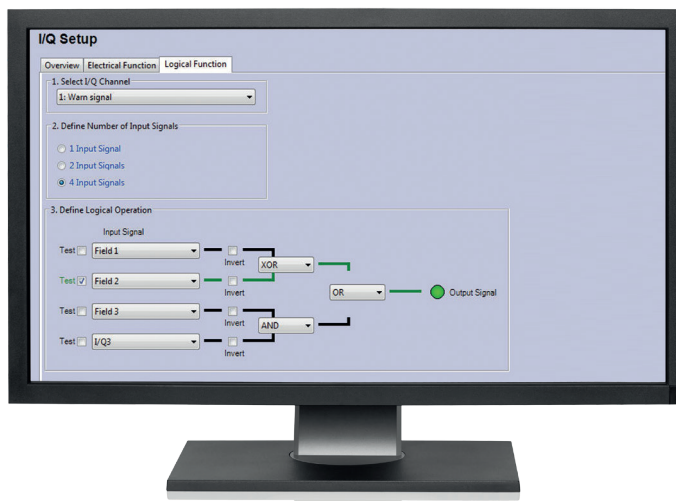 I/Q Setup
Overview Electrical Function Logical Function
1. Select I/Q Channel
1: Warn signal
2. Define Number of Input Signals
1 Input Signal
2 Input Signals
4 Input Signals
3. Define Logical Operation
Input Signal
Test Field 1
Invert
XOR
Test Field 2
Invert
OR
Output Signal
Test Field 3
Invert
AND
Test I/Q3
Invert